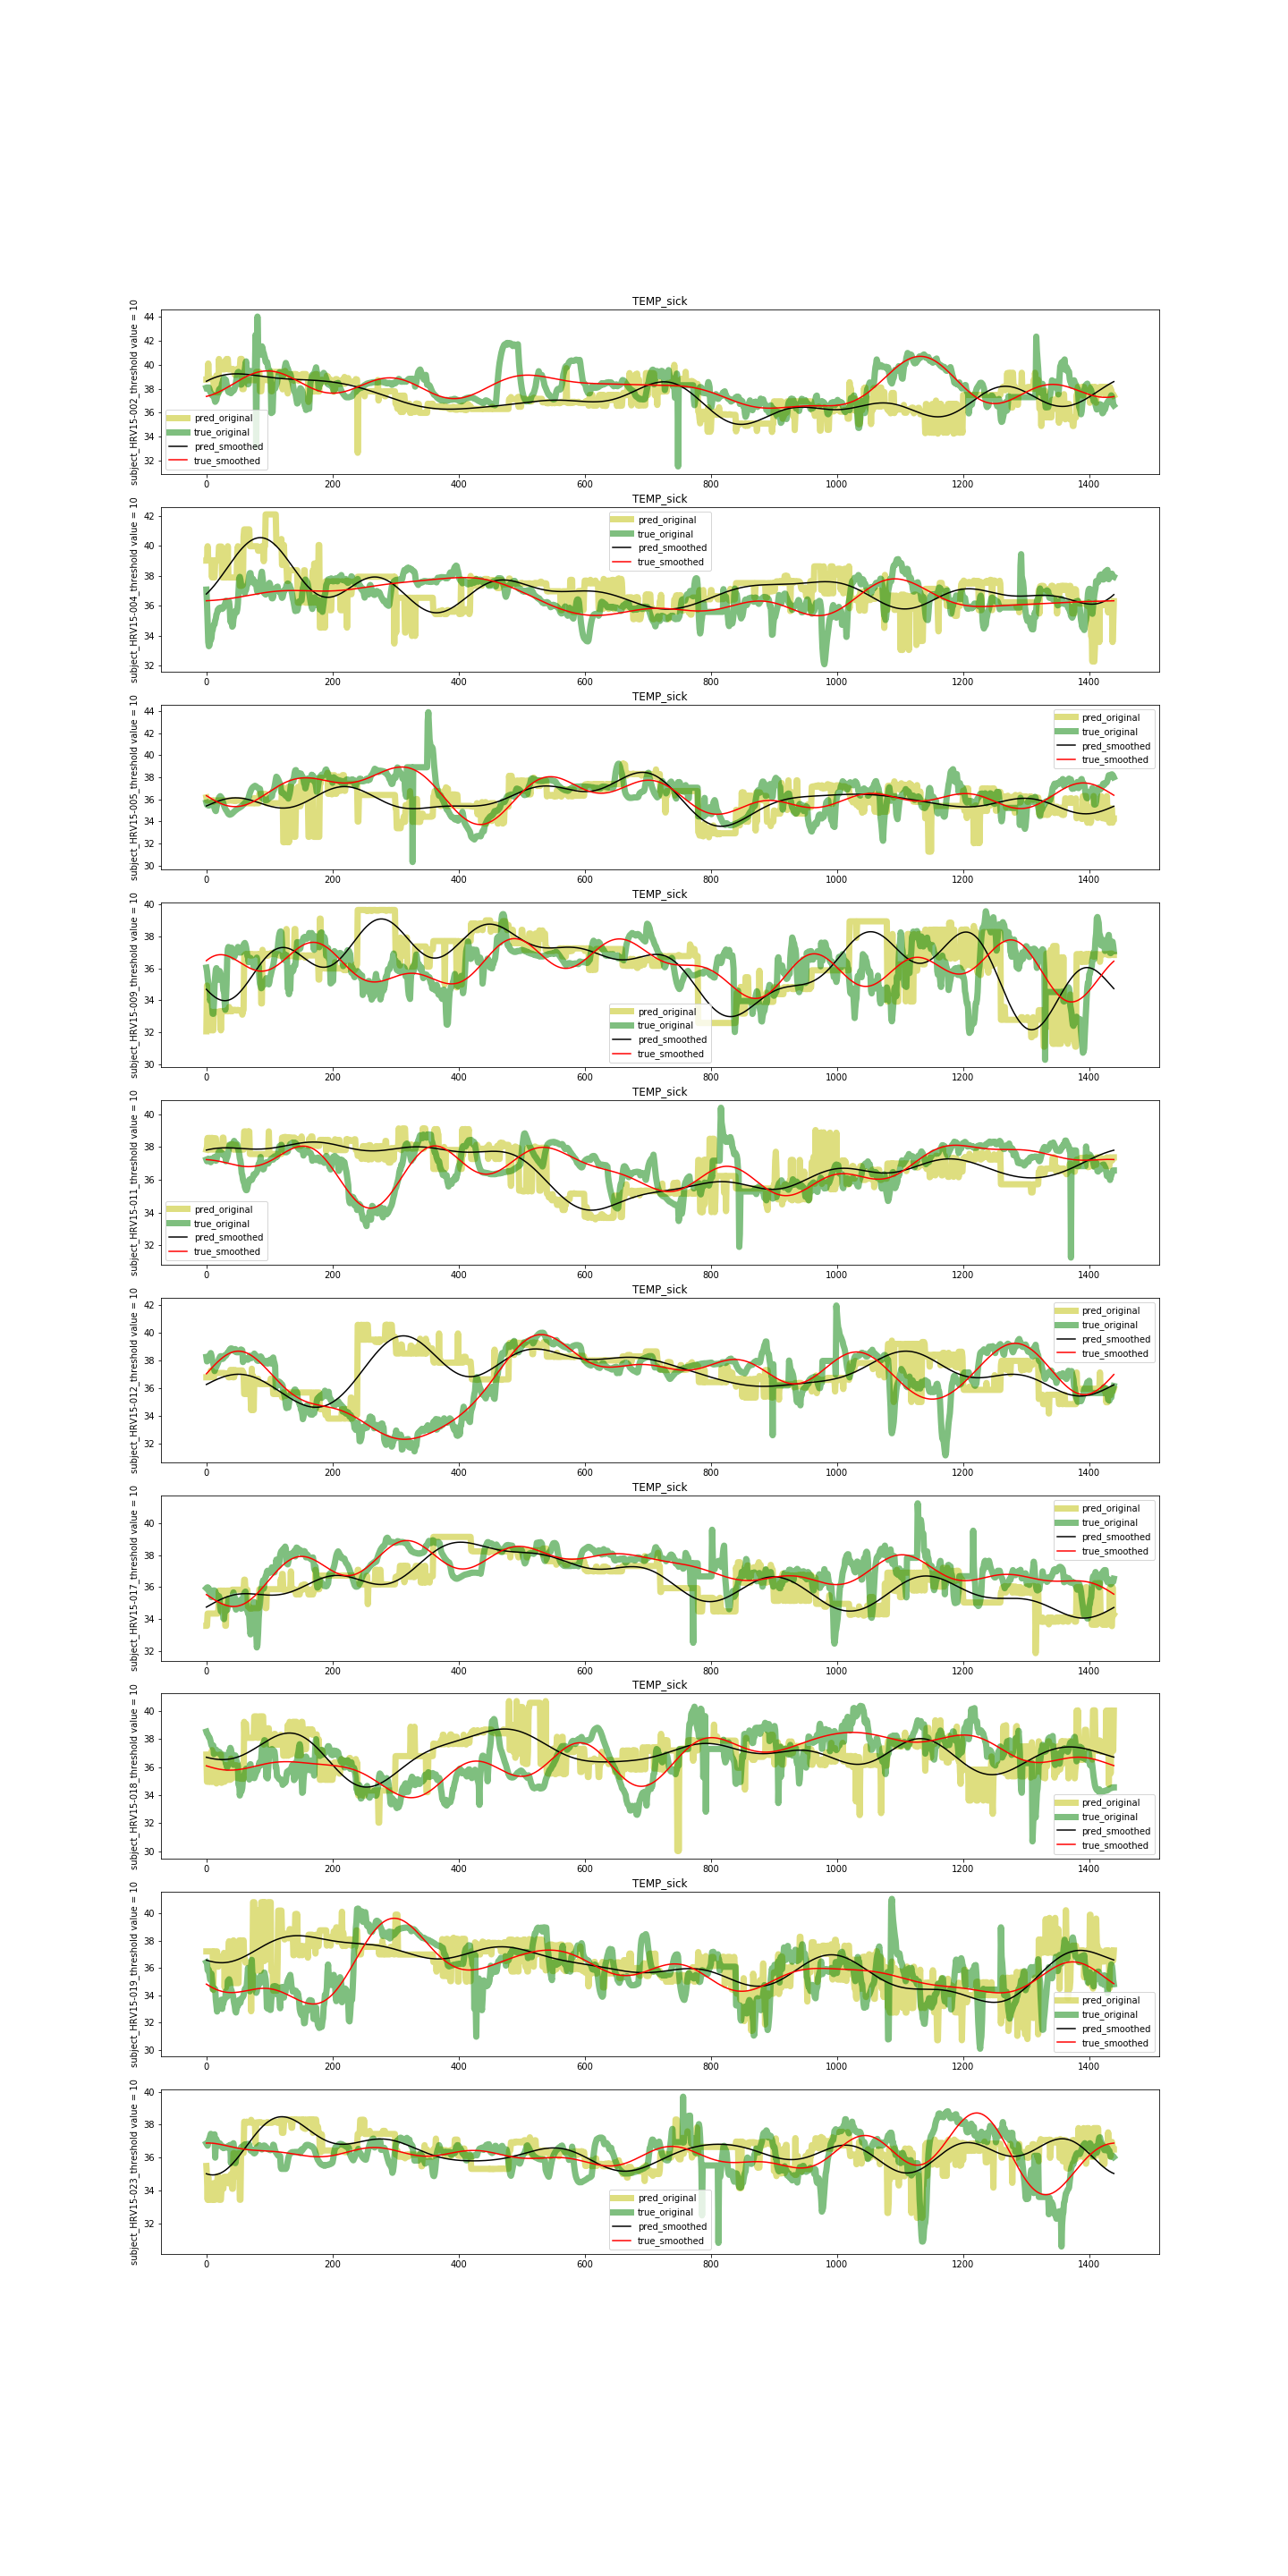 TEMP_sick
subject_HRV15-002_threshold value = 10
44
42
40
38
36
34
32
pred_original
true_original
pred_smoothed
true_smoothed
0 200 400 600 800 1000 1200 1400
TEMP_sick
subject_HRV15-004_threshold value = 10
42
40
38
36
34
32
pred_original
true_original
pred_smoothed
true_smoothed
0 200 400 600 800 1000 1200 1400
TEMP_sick
subject_HRV15-005_threshold value = 10
44
42
40
38
36
34
32
30
pred_original
true_original
pred_smoothed
true_smoothed
0 200 400 600 800 1000 1200 1400
TEMP_sick
subject_HRV15-009_threshold value = 10
40
38
36
34
32
30
pred_original
true_original
pred_smoothed
true_smoothed
0 200 400 600 800 1000 1200 1400
TEMP_sick
subject_HRV15-011_threshold value = 10
40
38
36
34
32
pred_original
true_original
pred_smoothed
true_smoothed
0 200 400 600 800 1000 1200 1400
TEMP_sick
subject_HRV15-012_threshold value = 10
42
40
38
36
34
32
pred_original
true_original
pred_smoothed
true_smoothed
0 200 400 600 800 1000 1200 1400
TEMP_sick
subject_HRV15-017_threshold value = 10
40
38
36
34
32
pred_original
true_original
pred_smoothed
true_smoothed
0 200 400 600 800 1000 1200 1400
TEMP_sick
subject_HRV15-018_threshold value = 10
40
38
36
34
32
30
pred_original
true_original
pred_smoothed
true_smoothed
0 200 400 600 800 1000 1200 1400
TEMP_sick
subject_HRV15-019_threshold value = 10
40
38
36
34
32
30
pred_original
true_original
pred_smoothed
true_smoothed
0 200 400 600 800 1000 1200 1400
TEMP_sick
subject_HRV15-023_threshold value = 10
40
38
36
34
32
pred_original
true_original
pred_smoothed
true_smoothed
0 200 400 600 800 1000 1200 1400